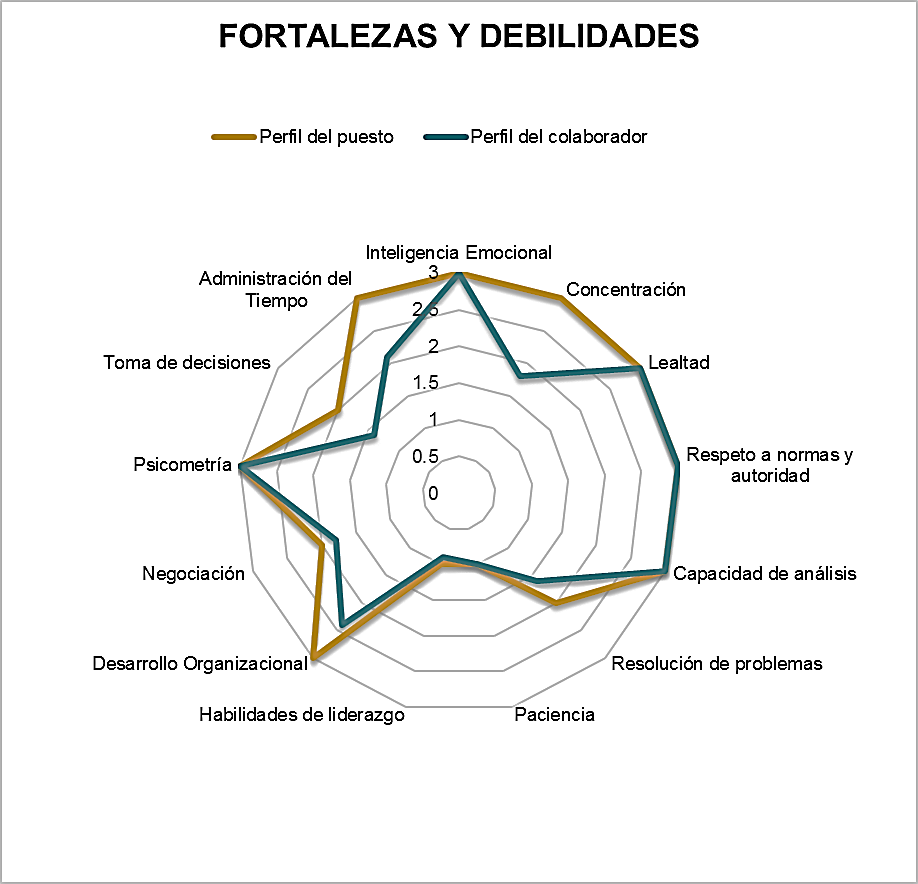 FORTALEZAS Y DEBILIDADES
Perfil del puesto
Perfil del colaborador
Inteligencia Emocional
Concentración
Lealtad
Respeto a normas y
autoridad
Capacidad de análisis
Resolución de problemas
Paciencia
Habilidades de liderazgo
Desarrollo Organizacional
Negociación
Psicometría
Toma de decisiones
Administración del
Tiempo
3
2.5
2
1.5
1
0.5
0